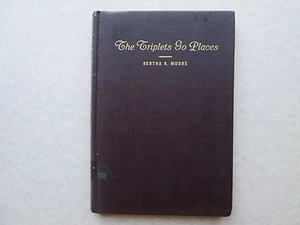 The Triplets Go Places
BERTHA B. MOORE